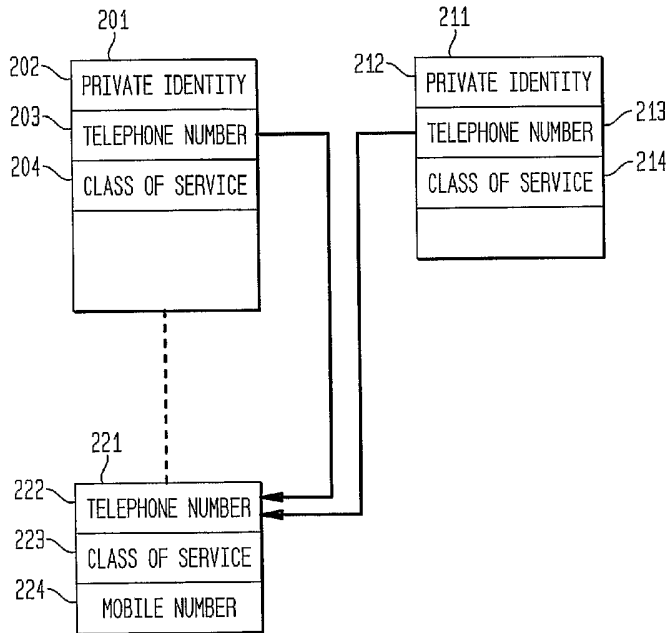 201
202
PRIVATE IDENTITY
203
TELEPHONE NUMBER
204
CLASS OF SERVICE
211
212
PRIVATE IDENTITY
213
TELEPHONE NUMBER
214
CLASS OF SERVICE
221
222
TELEPHONE NUMBER
223
CLASS OF SERVICE
224
MOBILE NUMBER